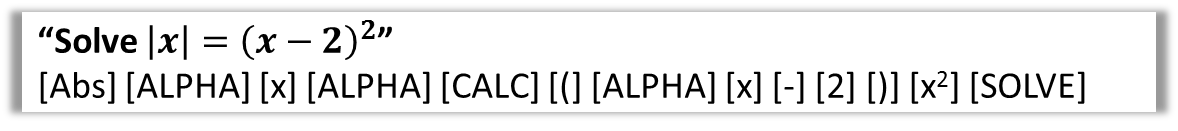 “Solve |𝒙| = (𝒙 − 𝟐)²”
[Abs] [ALPHA] [x] [ALPHA] [CALC] [(] [ALPHA] [x] [-] [2] [)] [x²] [SOLVE]